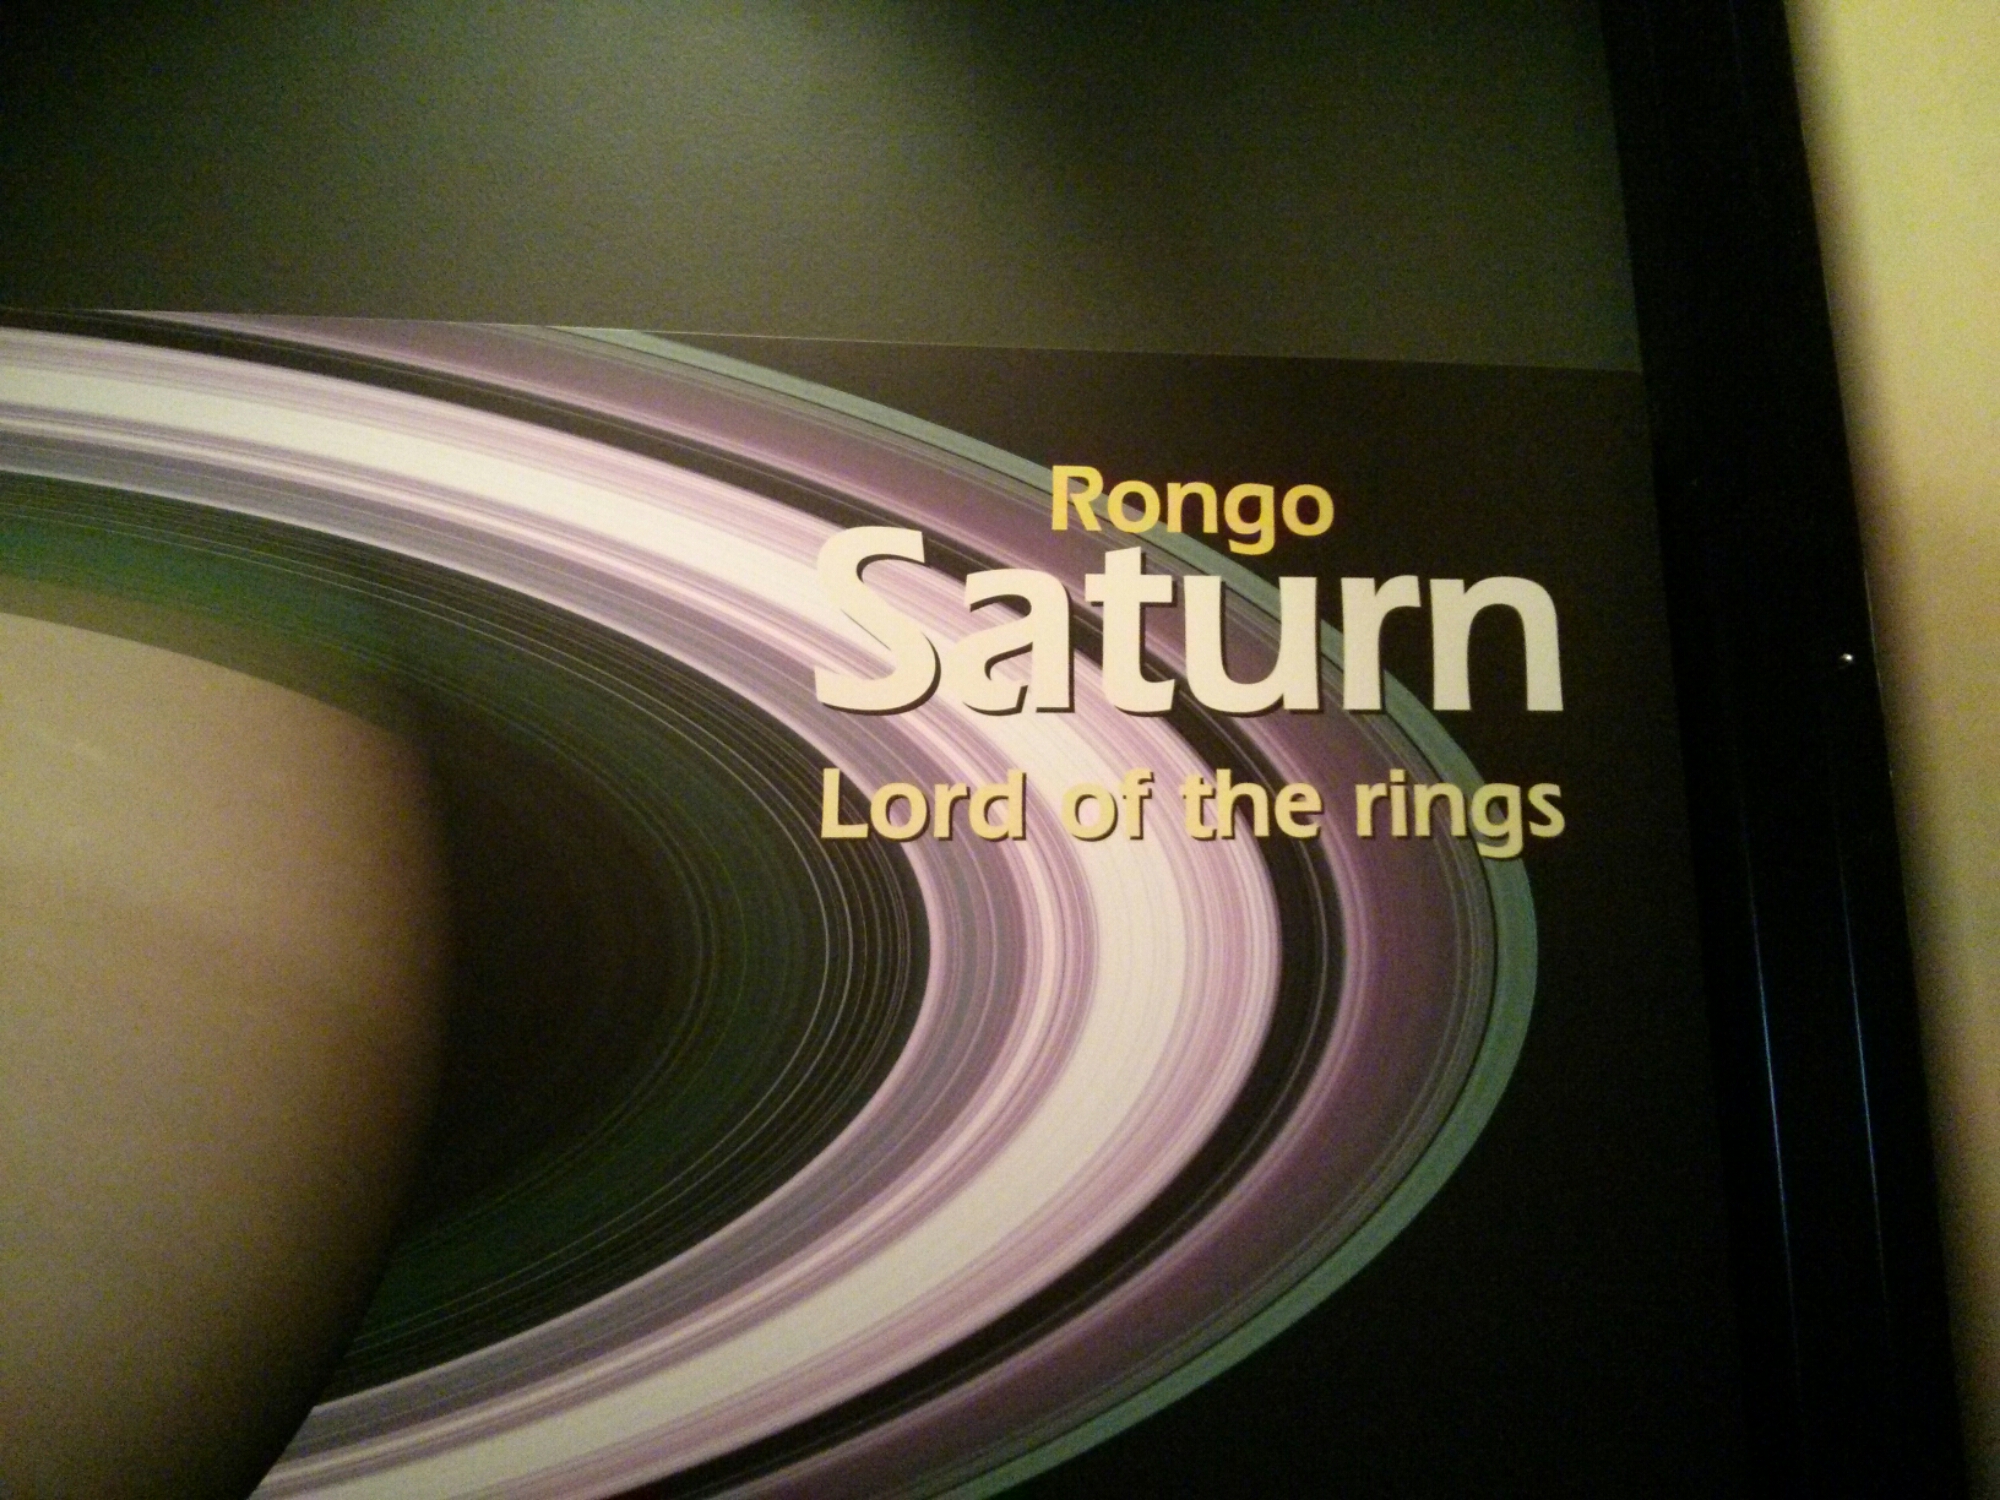 Rongo
Saturn
Lord of the rings